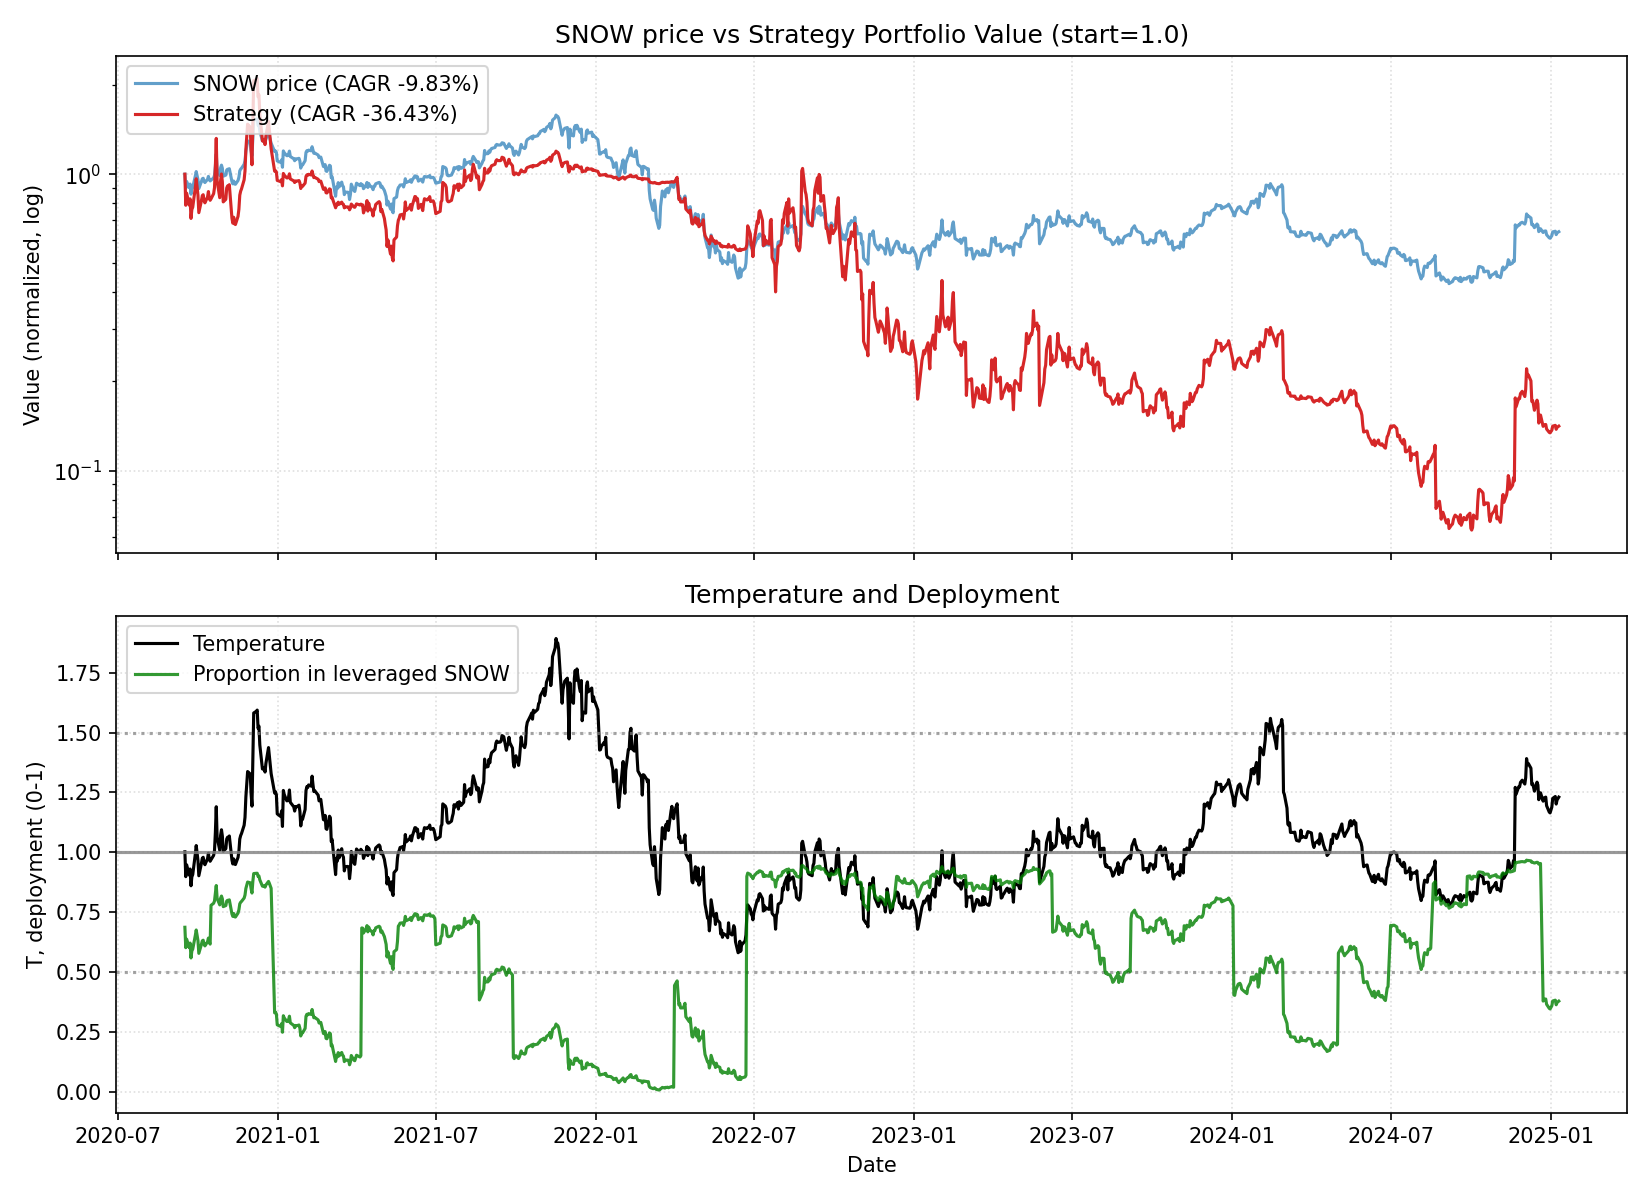 SNOW price vs Strategy Portfolio Value (start=1.0)
SNOW price (CAGR -9.83%)
Strategy (CAGR -36.43%)
Value (normalized, log)
10⁰
10⁻¹
Temperature and Deployment
Temperature
Proportion in leveraged SNOW
T, deployment (0-1)
1.75
1.50
1.25
1.00
0.75
0.50
0.25
0.00
2020-07 2021-01 2021-07 2022-01 2022-07 2023-01 2023-07 2024-01 2024-07 2025-01
Date